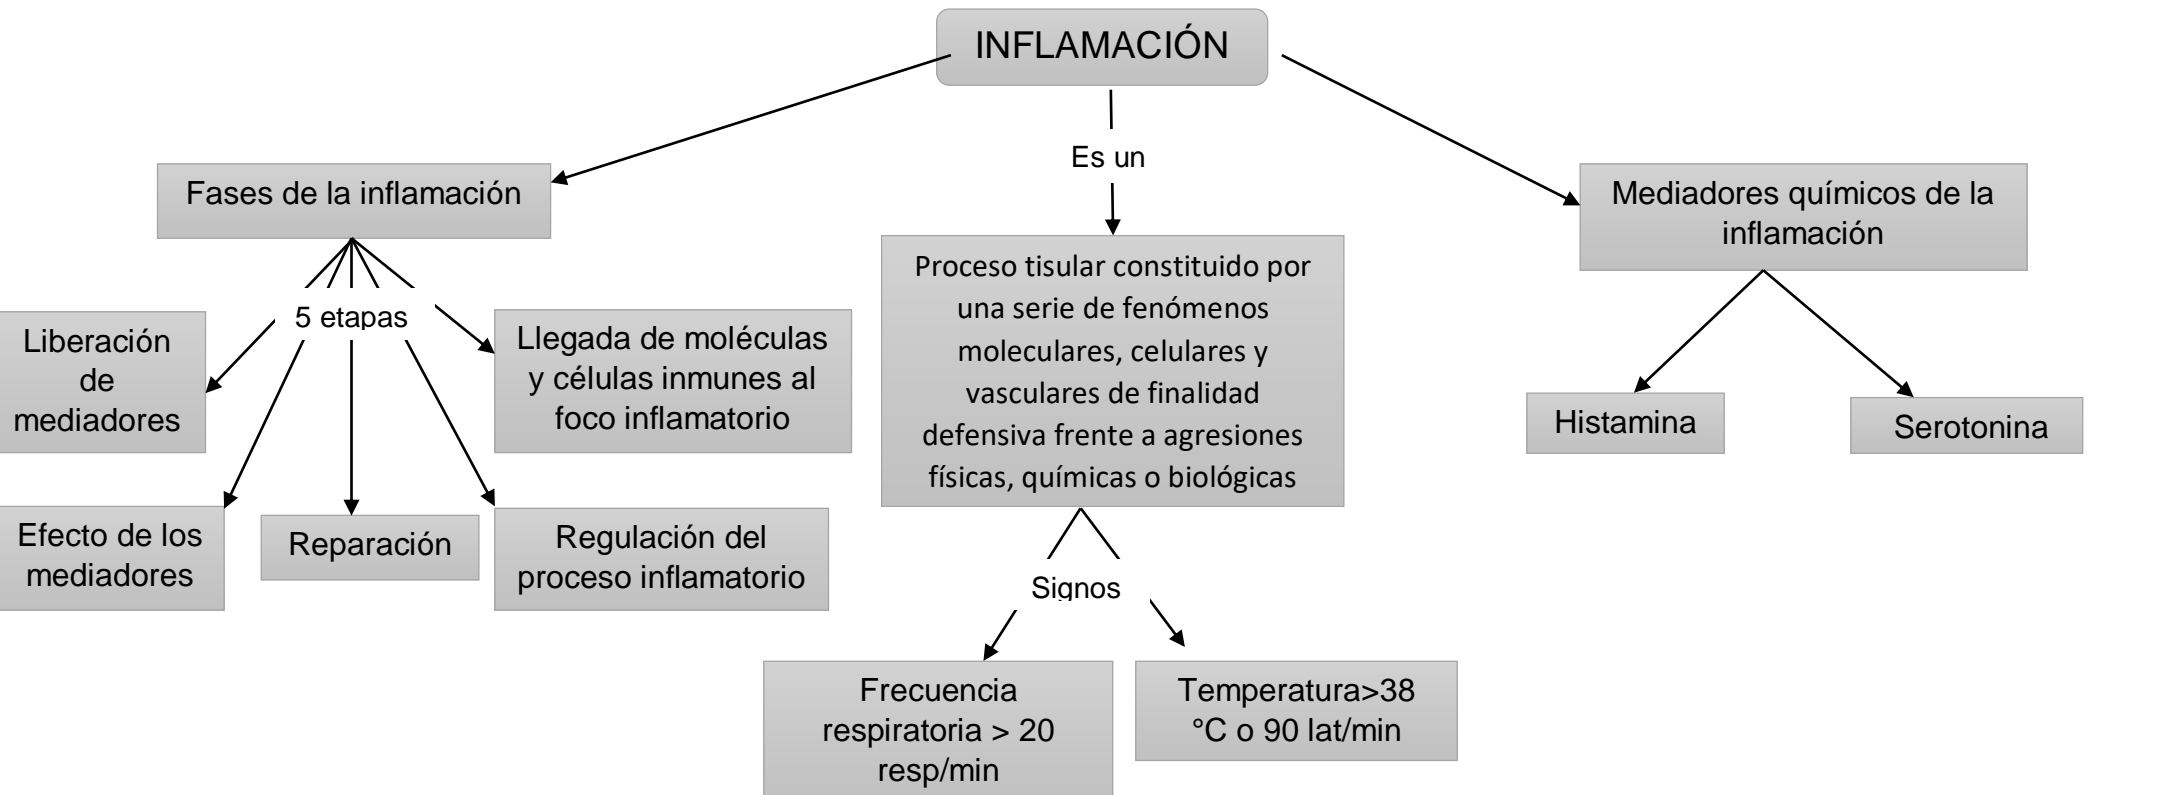 INFLAMACIÓN
Es un
Fases de la inflamación
Mediadores químicos de la
inflamación
5 etapas
Liberación
de
mediadores
Llegada de moléculas
y células inmunes al
foco inflamatorio
Efecto de los
mediadores
Reparación
Regulación del
proceso inflamatorio
Proceso tisular constituido por
una serie de fenómenos
moleculares, celulares y
vasculares de finalidad
defensiva frente a agresiones
físicas, químicas o biológicas
Histamina
Serotonina
Signos
Frecuencia
respiratoria > 20
resp/min
Temperatura>38
°C o 90 lat/min